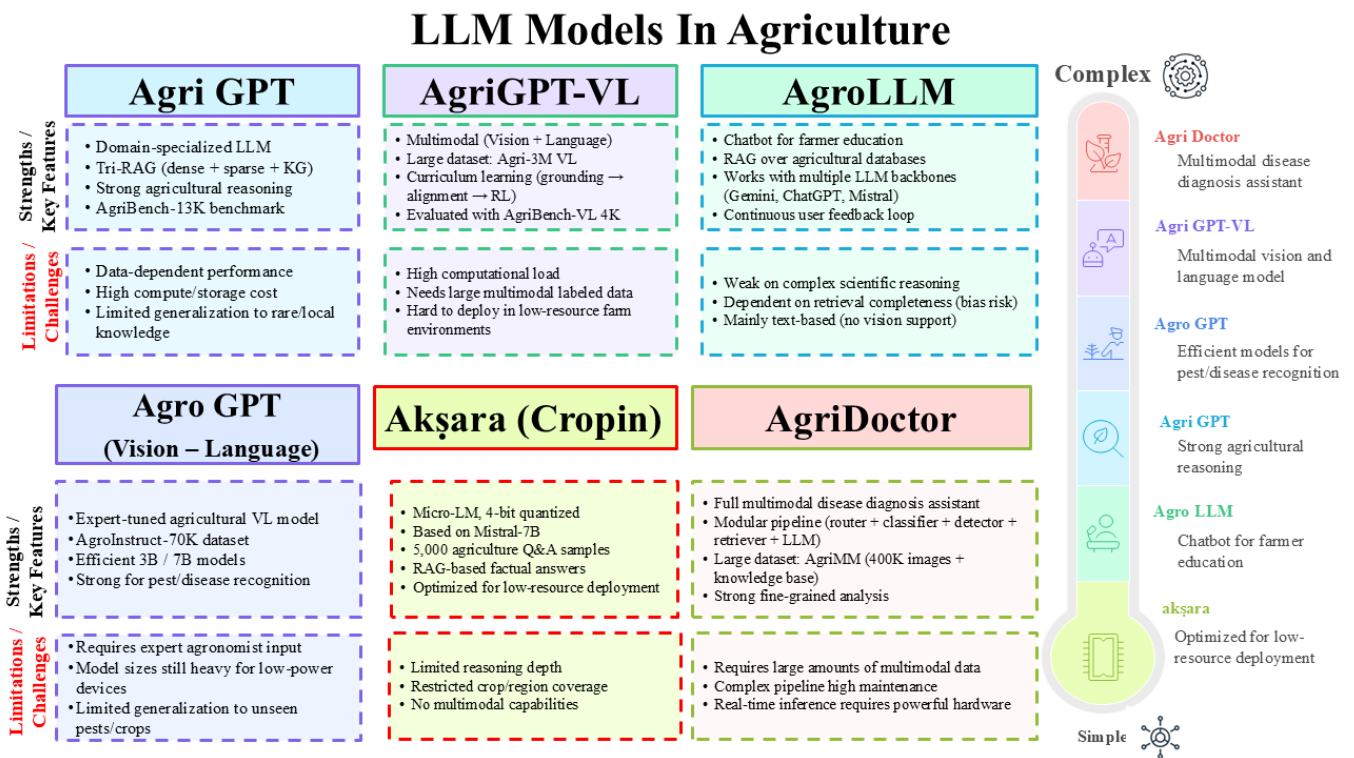 LLM Models In Agriculture
Agri GPT
AgriGPT-VL
AgroLLM
Strengths /
Key Features
• Domain-specialized LLM
• Tri-RAG (dense + sparse + KG)
• Strong agricultural reasoning
• AgriBench-13K benchmark
• Multimodal (Vision + Language)
• Large dataset: Agri-3M VL
• Curriculum learning (grounding →
alignment → RL)
• Evaluated with AgriBench-VL 4K
• Chatbot for farmer education
• RAG over agricultural databases
• Works with multiple LLM backbones
(Gemini, ChatGPT, Mistral)
• Continuous user feedback loop
Limitations /
Challenges
• Data-dependent performance
• High compute/storage cost
• Limited generalization to rare/local
knowledge
• High computational load
• Needs large multimodal labeled data
• Hard to deploy in low-resource farm
environments
• Weak on complex scientific reasoning
• Dependent on retrieval completeness (bias risk)
• Mainly text-based (no vision support)
Agro GPT
(Vision – Language)
Akṣara (Cropin)
AgriDoctor
Strengths /
Key Features
• Expert-tuned agricultural VL model
• AgroInstruct-70K dataset
• Efficient 3B / 7B models
• Strong for pest/disease recognition
• Micro-LM, 4-bit quantized
• Based on Mistral-7B
• 5,000 agriculture Q&A samples
• RAG-based factual answers
• Optimized for low-resource deployment
• Full multimodal disease diagnosis assistant
• Modular pipeline (router + classifier + detector +
retriever + LLM)
• Large dataset: AgriMM (400K images +
knowledge base)
• Strong fine-grained analysis
Limitations /
Challenges
• Requires expert agronomist input
• Model sizes still heavy for low-power
devices
• Limited generalization to unseen
pests/crops
• Limited reasoning depth
• Restricted crop/region coverage
• No multimodal capabilities
• Requires large amounts of multimodal data
• Complex pipeline high maintenance
• Real-time inference requires powerful hardware
Complex
Agri Doctor
Multimodal disease
diagnosis assistant
Agri GPT-VL
Multimodal vision and
language model
A
Agro GPT
Efficient models for
pest/disease recognition
Agri GPT
Strong agricultural
reasoning
Agro LLM
Chatbot for farmer
education
akṣara
Optimized for low-
resource deployment
Simple